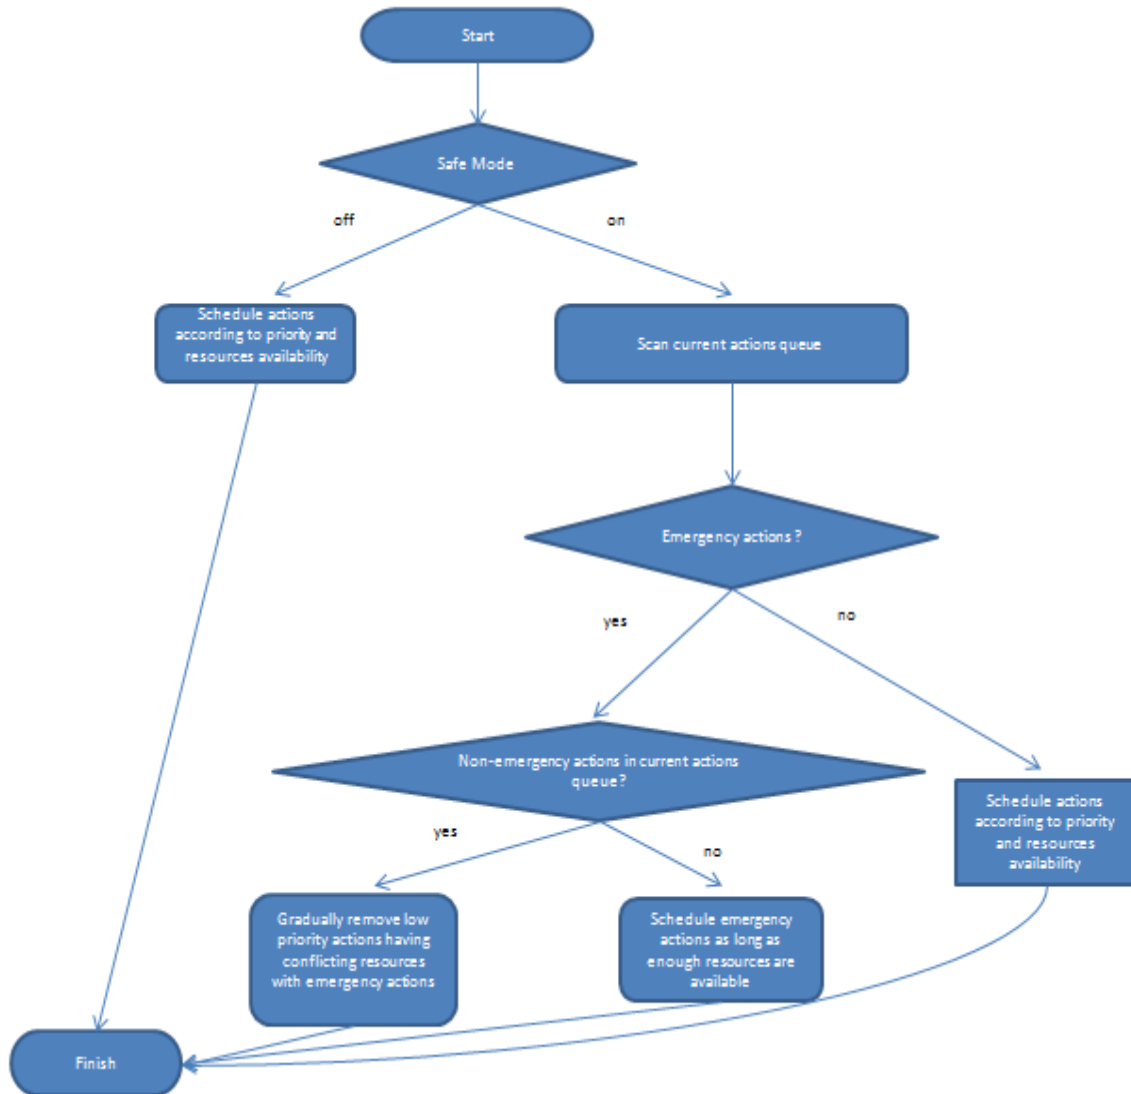 Start
Safe Mode
off
on
Schedule actions
according to priority and
resources availability
Scan current actions queue
Emergency actions ?
yes
no
Non-emergency actions in current actions
queue?
yes
no
Schedule actions
according to priority
and resources
availability
Gradually remove low
priority actions having
conflicting resources
with emergency actions
Schedule emergency
actions as long as
enough resources are
available
Finish